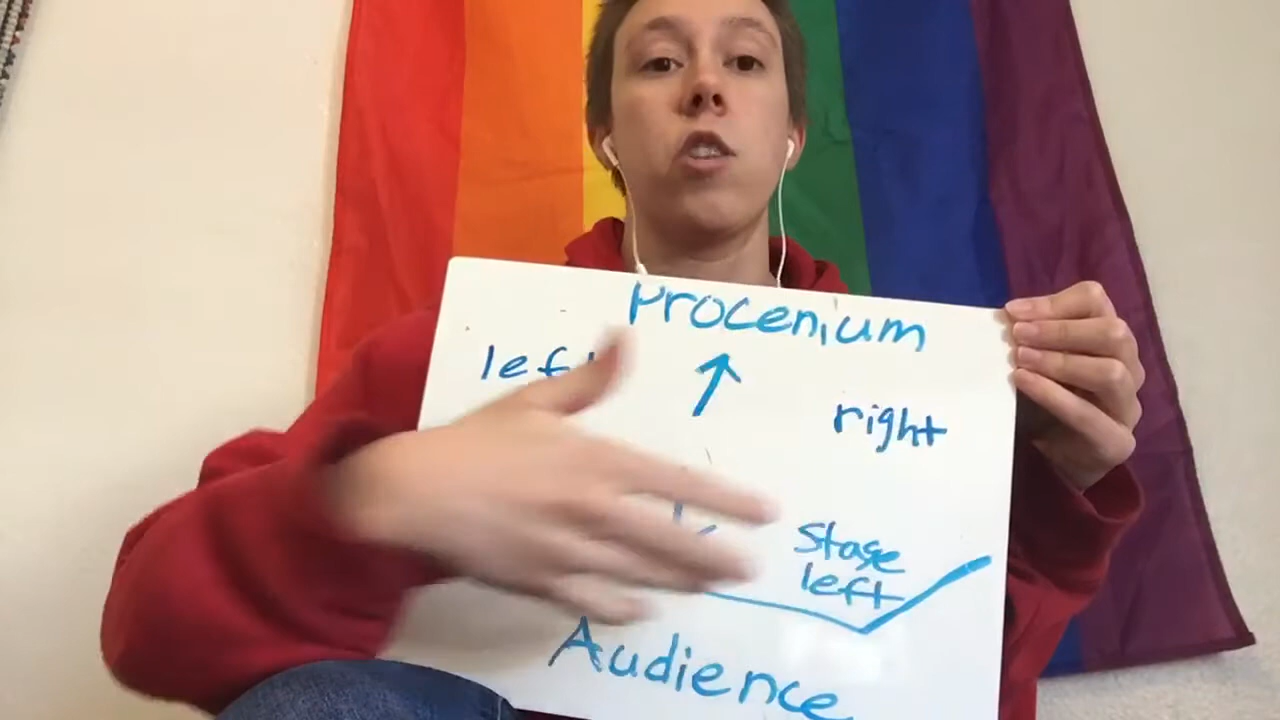 Procenium
left
right
Stage
left
Audience